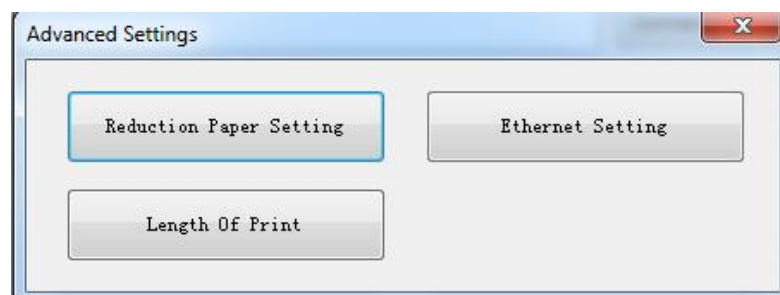 Advanced Settings
Reduction Paper Setting
Ethernet Setting
Length Of Print